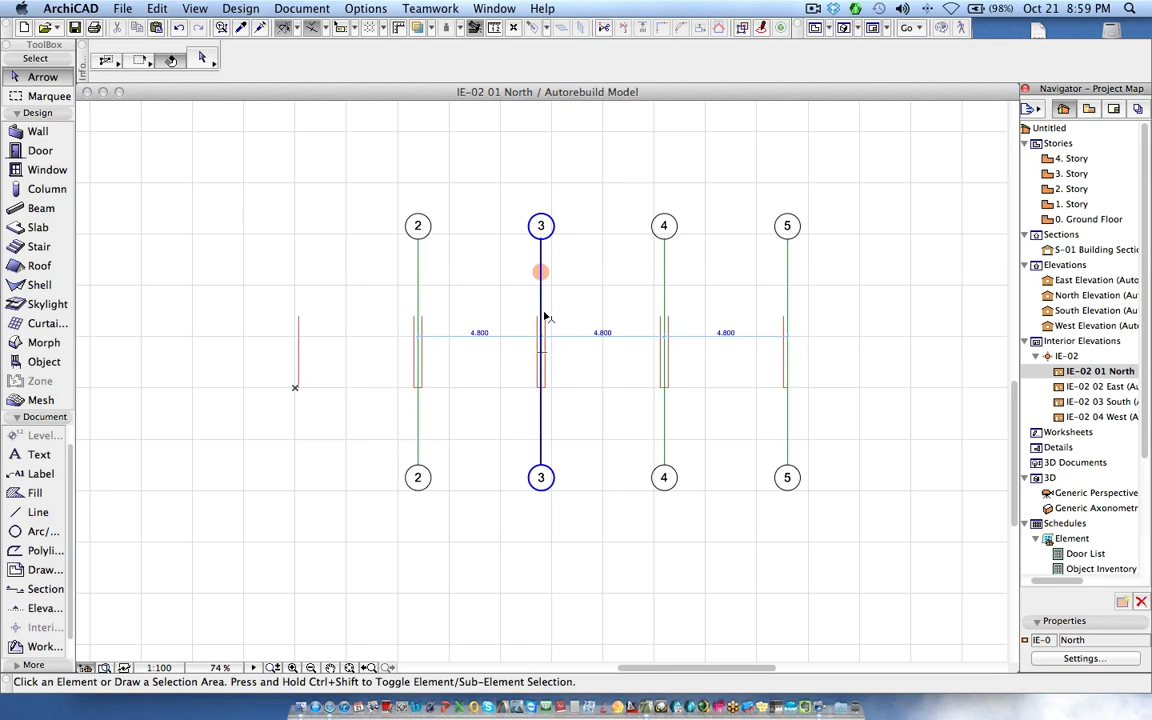 ArchiCAD File Edit View Design Document Options Teamwork Window Help (98%) Oct 21 8:59 PM
ToolBox
Select
Arrow
Marquee
Design
Wall
Door
Window
Column
Beam
Slab
Stair
Roof
Shell
Skylight
Curtai...
Morph
Object
Zone
Mesh
Document
Level...
Text
A1 Label
Fill
Line
Arc/...
Polyli...
Draw...
Section
Eleva...
Interi...
Work...
More
Go
IE-02 01 North / Autorebuild Model
2 3 4 5
4.800 4.800 4.800
2 3 4 5
1:100 74 %
Click an Element or Draw a Selection Area. Press and Hold Ctrl+Shift to Toggle Element/Sub-Element Selection.
Navigator - Project Map
Untitled
Stories
4. Story
3. Story
2. Story
1. Story
0. Ground Floor
Sections
S-01 Building Sectio
Elevations
East Elevation (Auto
North Elevation (Au
South Elevation (Au
West Elevation (Aut
Interior Elevations
IE-02
IE-02 01 North
IE-02 02 East (Au
IE-02 03 South (
IE-02 04 West (A
Worksheets
Details
3D Documents
3D
Generic Perspective
Generic Axonometr
Schedules
Element
Door List
Object Inventory
Properties
IE-0 North
Settings...